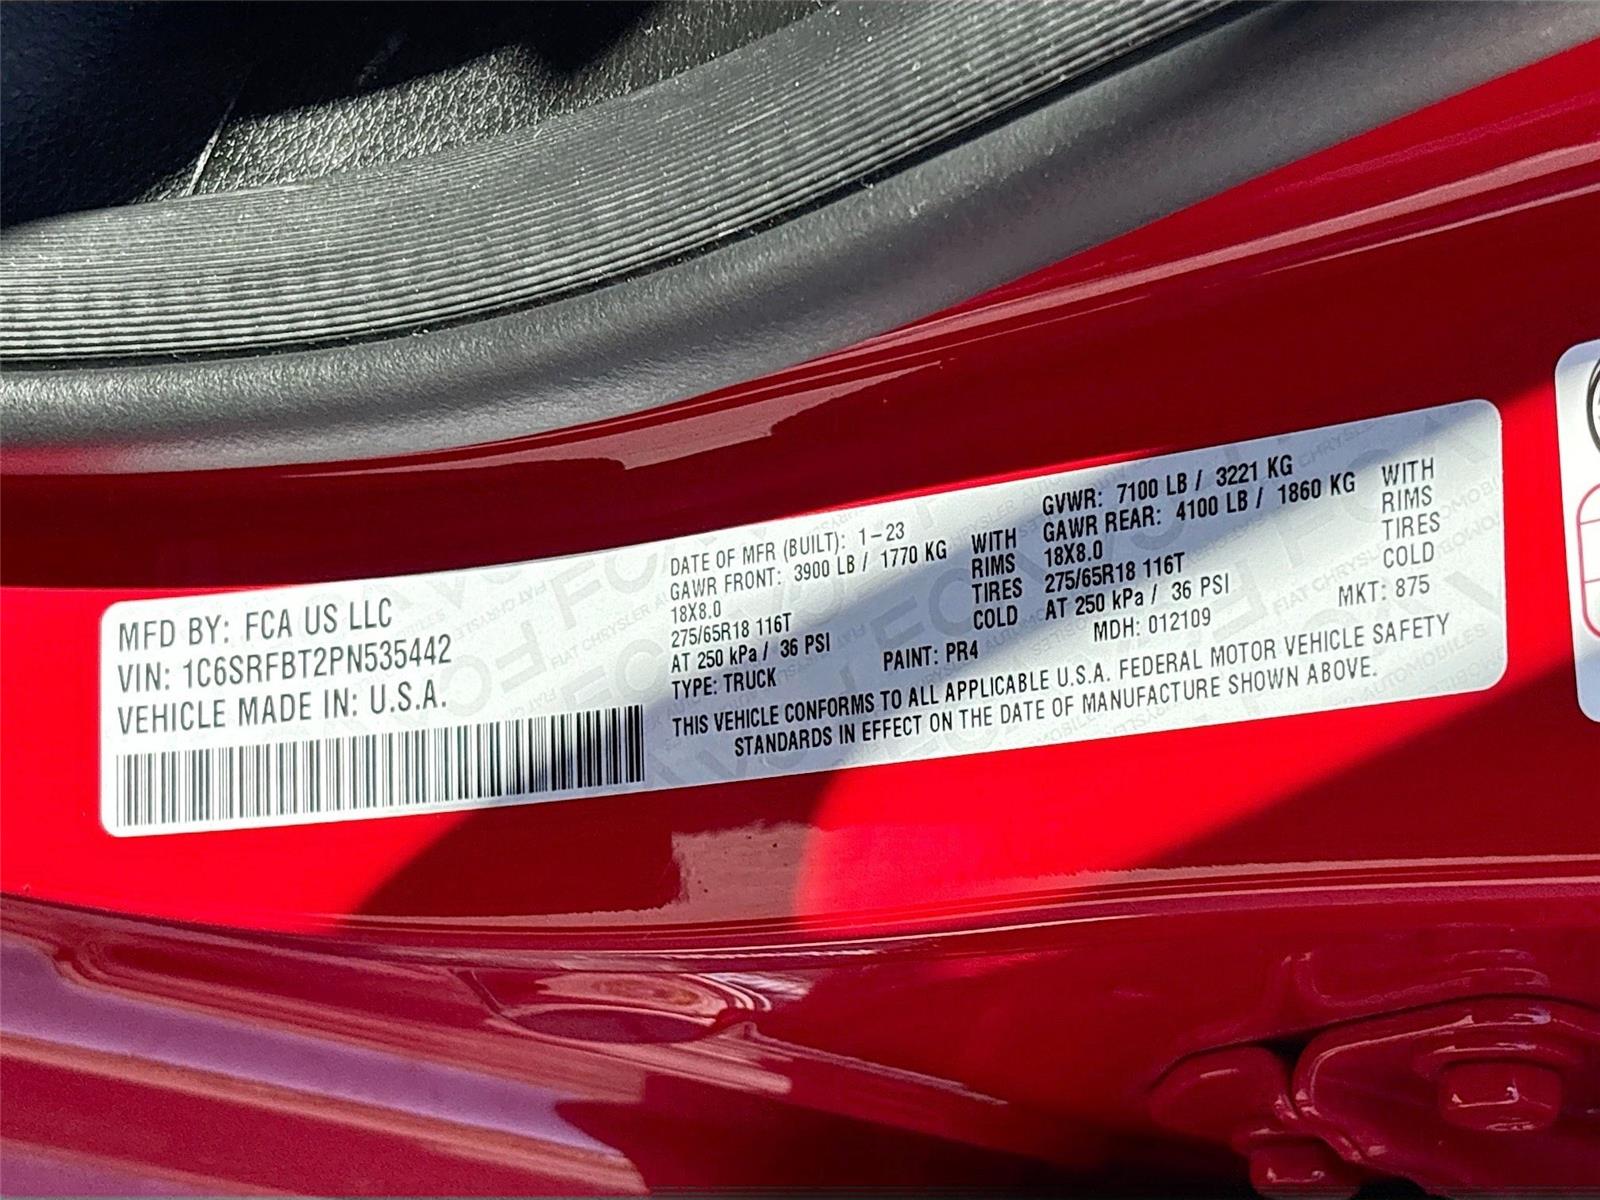 MFD BY: FCA US LLC
VIN: 1C6SRFBT2PN535442
VEHICLE MADE IN: U.S.A.
DATE OF MFR (BUILT): 1-23
GAWR FRONT: 3900 LB / 1770 KG WITH
18X8.0 RIMS
275/65R18 116T TIRES
AT 250 kPa / 36 PSI COLD
TYPE: TRUCK
PAINT: PR4
GVWR: 7100 LB / 3221 KG
GAWR REAR: 4100 LB / 1860 KG WITH
18X8.0 RIMS
275/65R18 116T TIRES
AT 250 kPa / 36 PSI COLD
MDH: 012109
MKT: 875
THIS VEHICLE CONFORMS TO ALL APPLICABLE U.S.A. FEDERAL MOTOR VEHICLE SAFETY
STANDARDS IN EFFECT ON THE DATE OF MANUFACTURE SHOWN ABOVE.